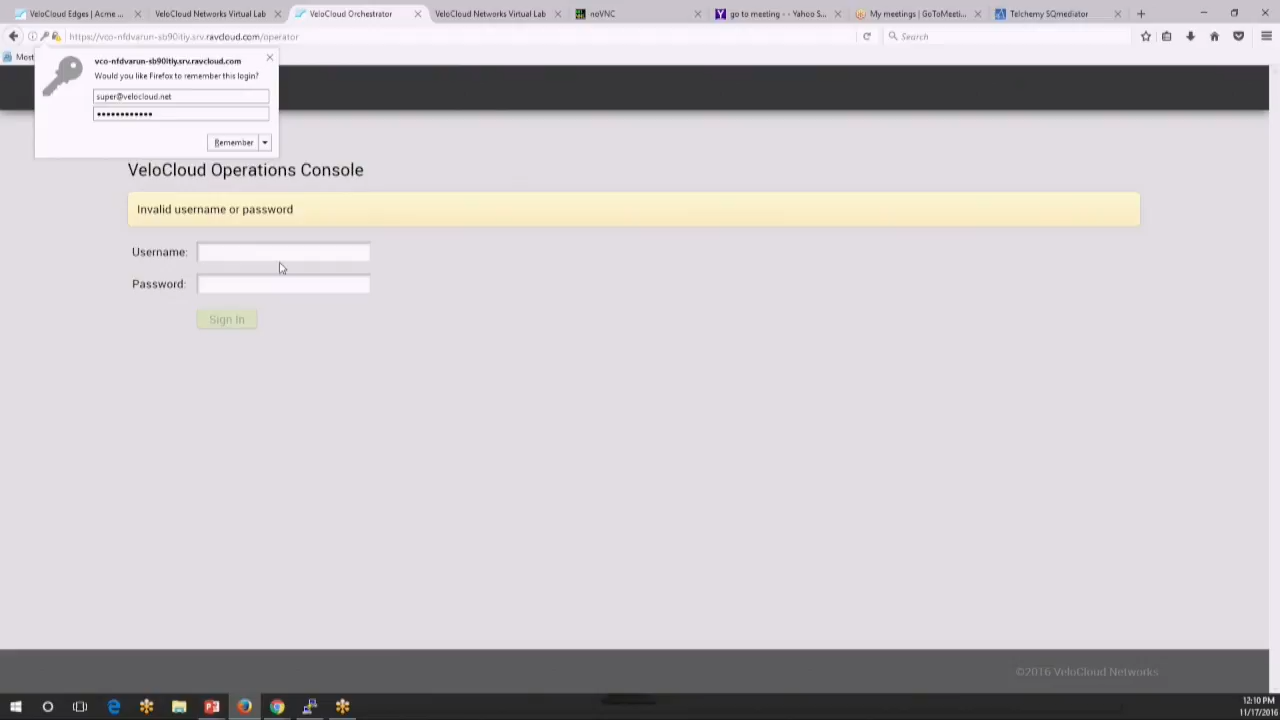 VeloCloud Edges | Acme ...
VeloCloud Networks Virtual Lab
VeloCloud Orchestrator
VeloCloud Networks Virtual Lab
noVNC
go to meeting - - Yahoo S...
My meetings | GoToMeeti...
Telchemy SQmediator
https://vco-nfdvarun-sb90itiy.srv.ravcloud.com/operator
Search
Most
vco-nfdvarun-sb90itiy.srv.ravcloud.com
Would you like Firefox to remember this login?
super@velocloud.net
Remember
VeloCloud Operations Console
Invalid username or password
Username:
Password:
Sign In
©2016 VeloCloud Networks
12:10 PM
11/17/2016